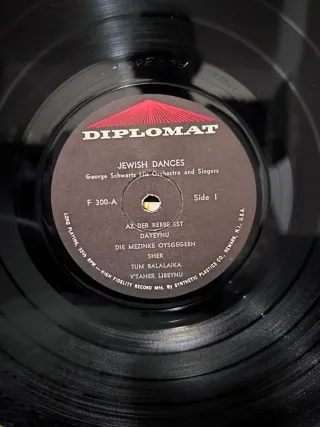 DIPLOMAT
JEWISH DANCES
George Schwartz His Orchestra and Singers
F 300-A
Side 1
AZ DER REBBE EST
DAYEYNU
DIE MEZINKE OYSGEGEEN
SHER
TUM BALALAIKA
V'TAHER LIBEYNU
LONG PLAYING 33⅓ RPM — HIGH FIDELITY RECORD MFG. By SYNTHETIC PLASTICS CO. NEWARK, N.J., U.S.A.